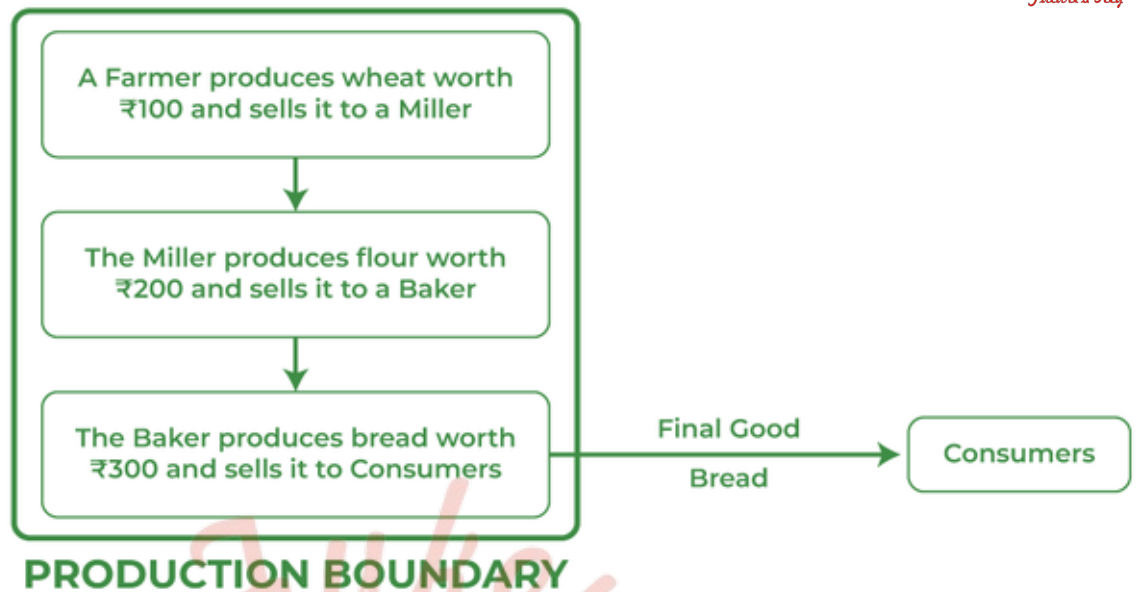 A Farmer produces wheat worth
₹100 and sells it to a Miller
The Miller produces flour worth
₹200 and sells it to a Baker
The Baker produces bread worth
₹300 and sells it to Consumers
Final Good
Bread
Consumers
PRODUCTION BOUNDARY